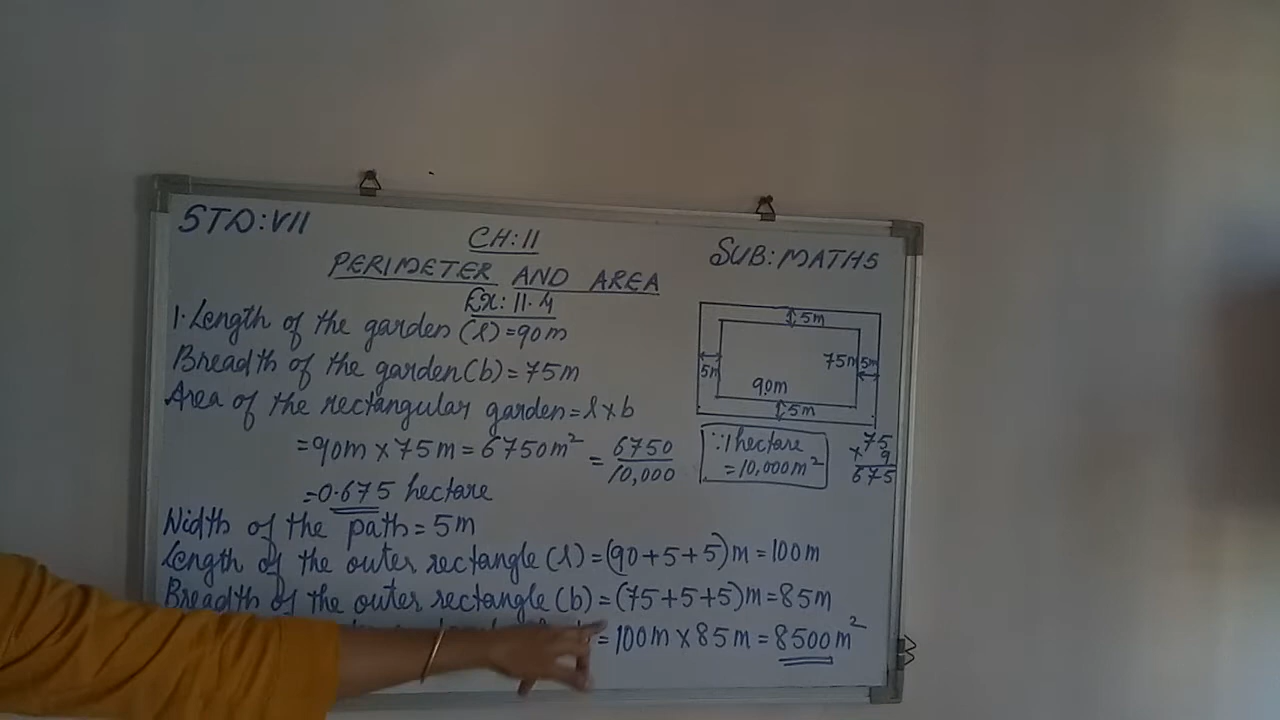 STD: VII
CH: 11
SUB: MATHS
PERIMETER AND AREA
Ex: 11.4
1. Length of the garden (l) = 90m
Breadth of the garden (b) = 75m
Area of the rectangular garden = l x b
= 90m x 75m = 6750m² = 6750/10,000
= 0.675 hectare
5m
5m
75m
5m
90m
5m
∵ 1 hectare
= 10,000m²
75
x 9
675
Width of the path = 5m
Length of the outer rectangle (l) = (90+5+5)m = 100m
Breadth of the outer rectangle (b) = (75+5+5)m = 85m
= 100m x 85m = 8500m²